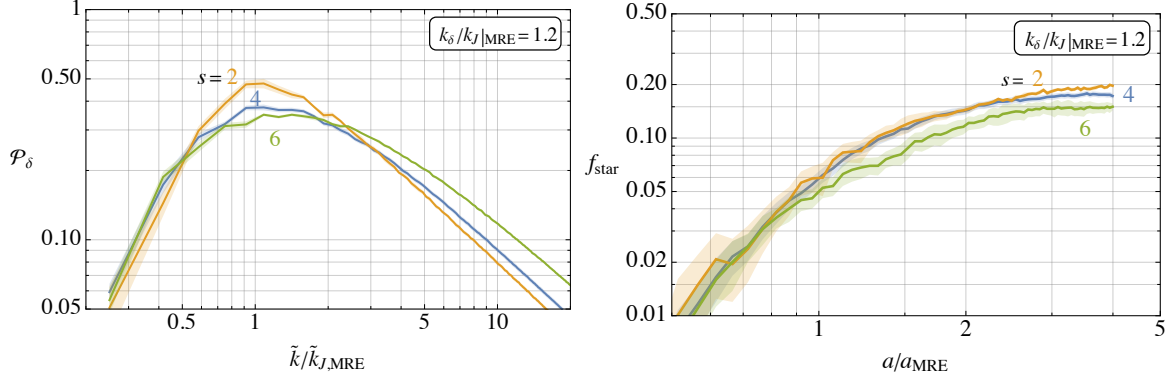 1
0.50
0.10
0.05
𝒫_δ
k_δ/k_J|_MRE = 1.2
s = 2
4
6
0.5
1
5
10
k̃/k̃_J,MRE
0.50
0.20
0.10
0.05
0.02
0.01
f_star
k_δ/k_J|_MRE = 1.2
s = 2
4
6
1
2
5
a/a_MRE